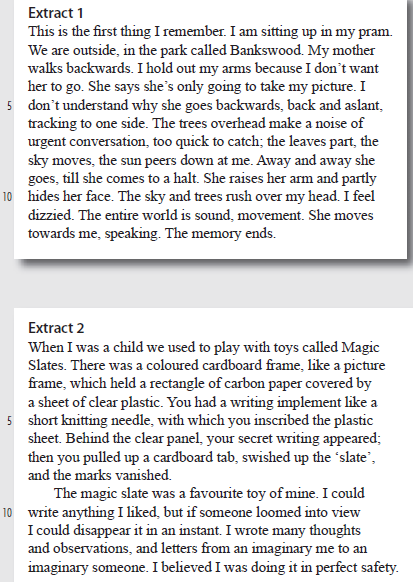 Extract 1
This is the first thing I remember. I am sitting up in my pram.
We are outside, in the park called Bankswood. My mother
walks backwards. I hold out my arms because I don’t want
her to go. She says she’s only going to take my picture. I
5 don’t understand why she goes backwards, back and aslant,
tracking to one side. The trees overhead make a noise of
urgent conversation, too quick to catch; the leaves part, the
sky moves, the sun peers down at me. Away and away she
goes, till she comes to a halt. She raises her arm and partly
10 hides her face. The sky and trees rush over my head. I feel
dizzied. The entire world is sound, movement. She moves
towards me, speaking. The memory ends.
Extract 2
When I was a child we used to play with toys called Magic
Slates. There was a coloured cardboard frame, like a picture
frame, which held a rectangle of carbon paper covered by
a sheet of clear plastic. You had a writing implement like a
5 short knitting needle, with which you inscribed the plastic
sheet. Behind the clear panel, your secret writing appeared;
then you pulled up a cardboard tab, swished up the ‘slate’,
and the marks vanished.
The magic slate was a favourite toy of mine. I could
10 write anything I liked, but if someone loomed into view
I could disappear it in an instant. I wrote many thoughts
and observations, and letters from an imaginary me to an
imaginary someone. I believed I was doing it in perfect safety.